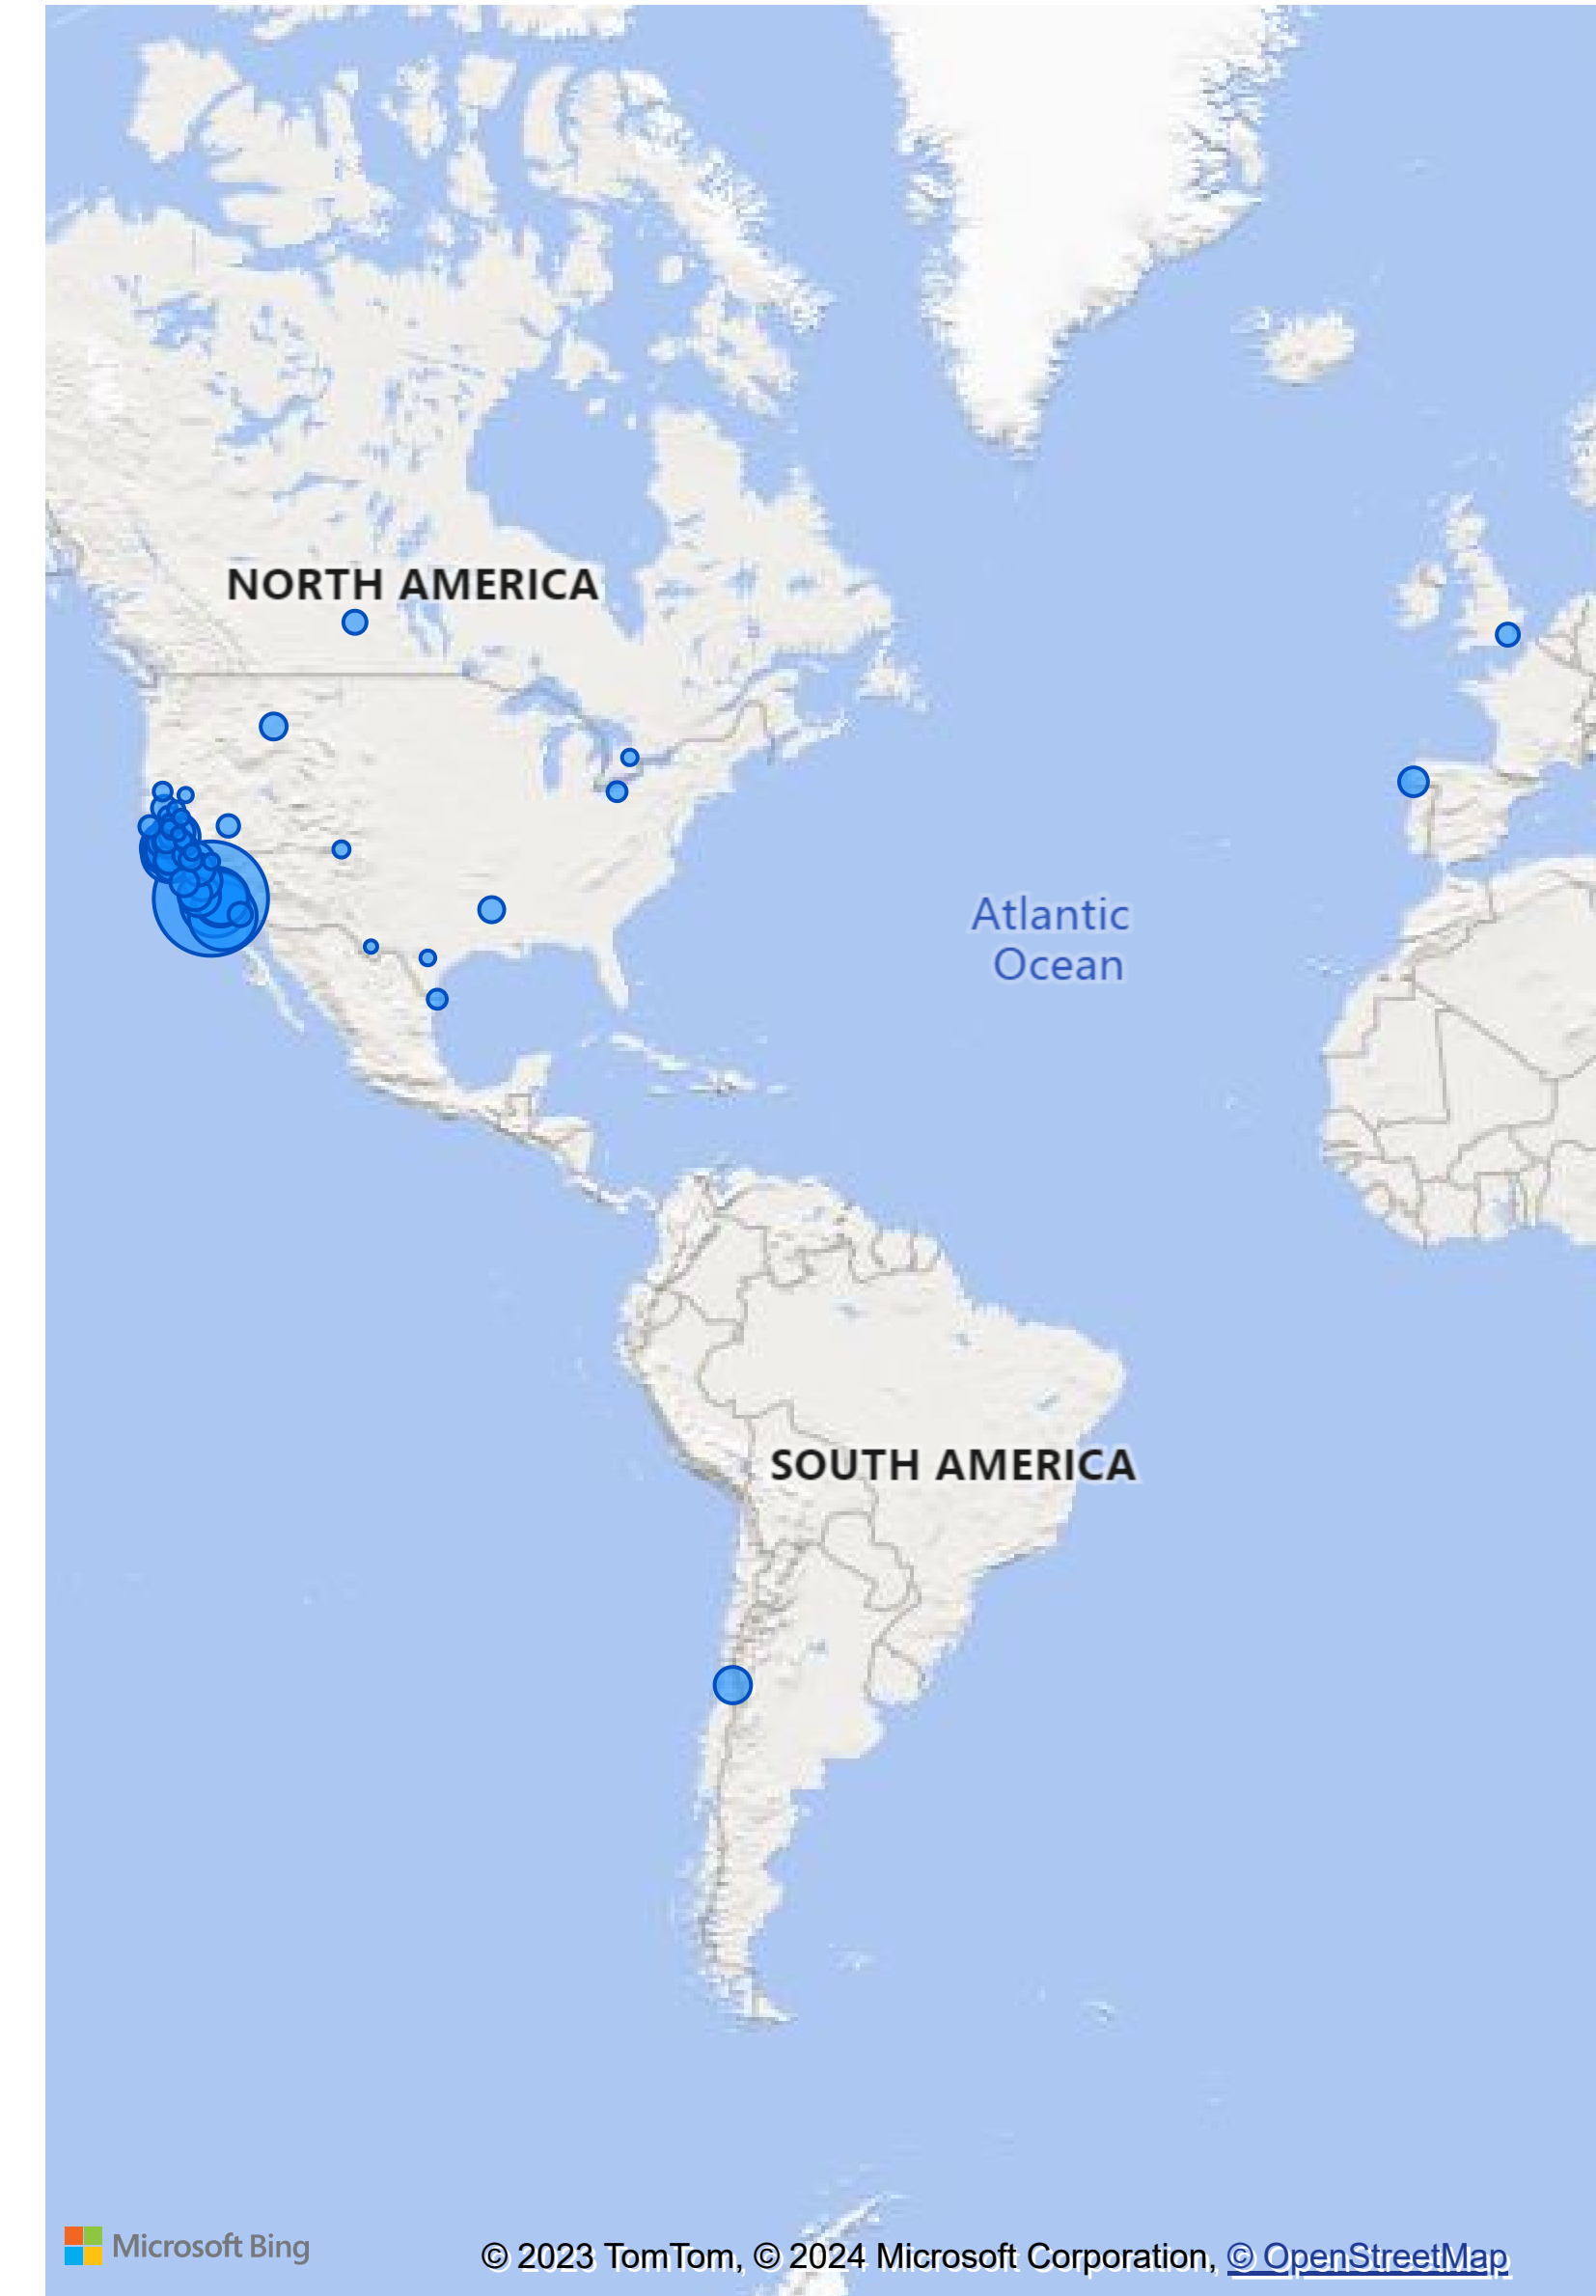 NORTH AMERICA
Atlantic
Ocean
SOUTH AMERICA
Microsoft Bing
© 2023 TomTom, © 2024 Microsoft Corporation, © OpenStreetMap